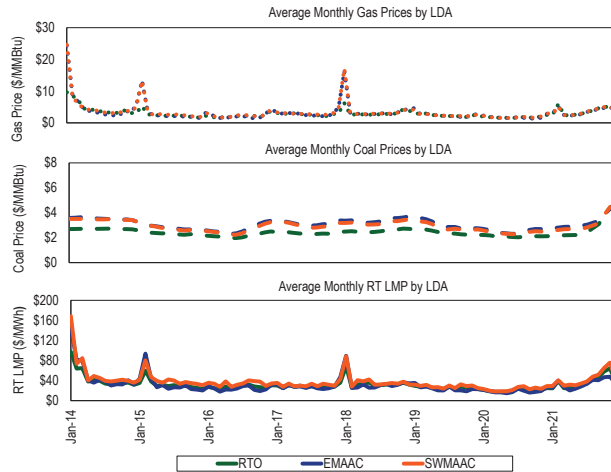 Average Monthly Gas Prices by LDA
Gas Price ($/MMBtu)
$30
$20
$10
$0
Average Monthly Coal Prices by LDA
Coal Price ($/MMBtu)
$8
$6
$4
$2
$0
Average Monthly RT LMP by LDA
RT LMP ($/MWh)
$200
$160
$120
$80
$40
$0
Jan-14
Jan-15
Jan-16
Jan-17
Jan-18
Jan-19
Jan-20
Jan-21
RTO
EMAAC
SWMAAC